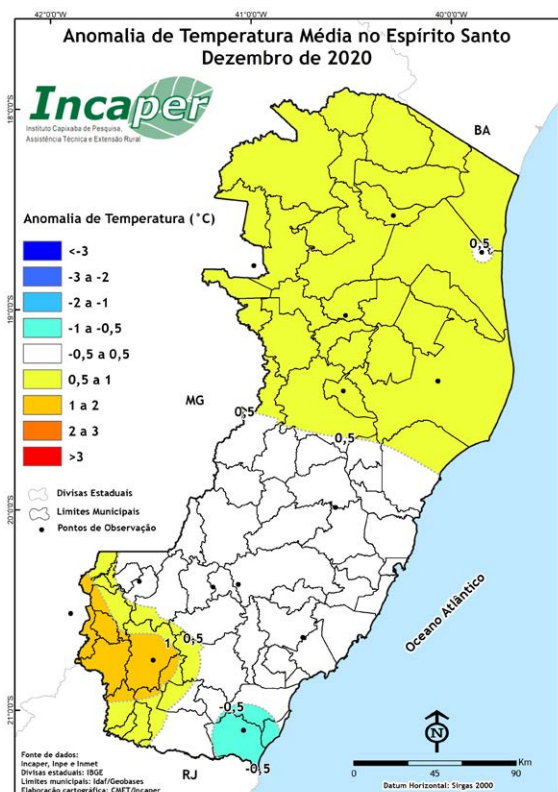 42°0'0"O
41°0'0"O
40°0'0"O
Anomalia de Temperatura Média no Espírito Santo
Dezembro de 2020
Incaper
Instituto Capixaba de Pesquisa,
Assistência Técnica e Extensão Rural
18°0'0"S
BA
Anomalia de Temperatura (°C)
<-3
-3 a -2
-2 a -1
-1 a -0,5
-0,5 a 0,5
0,5 a 1
1 a 2
2 a 3
>3
0,5
19°0'0"S
MG
0,5
0,5
Divisas Estaduais
Limites Municipais
Pontos de Observação
20°0'0"S
Oceano Atlântico
1
0,5
21°0'0"S
-0,5
-0,5
RJ
N
Km
0
45
90
Datum Horizontal: Sirgas 2000
Fonte de dados:
Incaper, Inpe e Inmet
Divisas estaduais: IBGE
Limites municipais: Idaf/Geobases
Elaboração cartográfica: CMET/Incaper